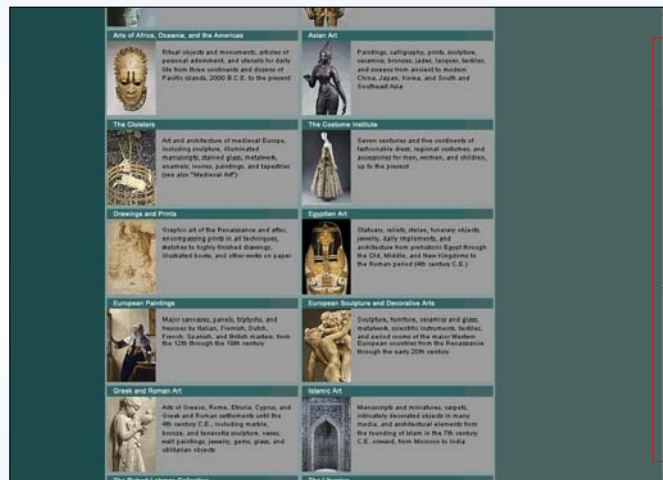 Arts of Africa, Oceania, and the Americas
Ritual objects and monuments, articles of
personal adornment, and utensils for daily
life from three continents and dozens of
Pacific islands, 2000 B.C.E. to the present
Asian Art
Paintings, calligraphy, prints, sculpture,
ceramics, bronzes, jades, lacquer, textiles,
and screens from ancient to modern
China, Japan, Korea, and South and
Southeast Asia
The Cloisters
Art and architecture of medieval Europe,
including sculpture, illuminated
manuscripts, stained glass, metalwork,
enamels, ivories, paintings, and tapestries
(see also "Medieval Art")
The Costume Institute
Seven centuries and five continents of
fashionable dress, regional costumes, and
accessories for men, women, and children,
up to the present
Drawings and Prints
Graphic art of the Renaissance and after,
encompassing prints in all techniques,
sketches to highly finished drawings,
illustrated books, and other works on paper
Egyptian Art
Statuary, reliefs, stelae, funerary objects,
jewelry, daily implements, and
architecture from prehistoric Egypt through
the Old, Middle, and New Kingdoms to
the Roman period (4th century C.E.)
European Paintings
Major canvases, panels, triptychs, and
frescoes by Italian, Flemish, Dutch,
French, Spanish, and British masters, from
the 12th through the 19th century
European Sculpture and Decorative Arts
Sculpture, furniture, ceramics and glass,
metalwork, scientific instruments, textiles,
and period rooms of the major Western
European countries from the Renaissance
through the early 20th century
Greek and Roman Art
Arts of Greece, Rome, Etruria, Cyprus, and
Greek and Roman settlements until the
4th century C.E., including marble,
bronze, and terracotta sculpture, vases,
wall paintings, jewelry, gems, glass, and
utilitarian objects
Islamic Art
Manuscripts and miniatures, carpets,
intricately decorated objects in many
media, and architectural elements from
the founding of Islam in the 7th century
C.E. onward, from Morocco to India